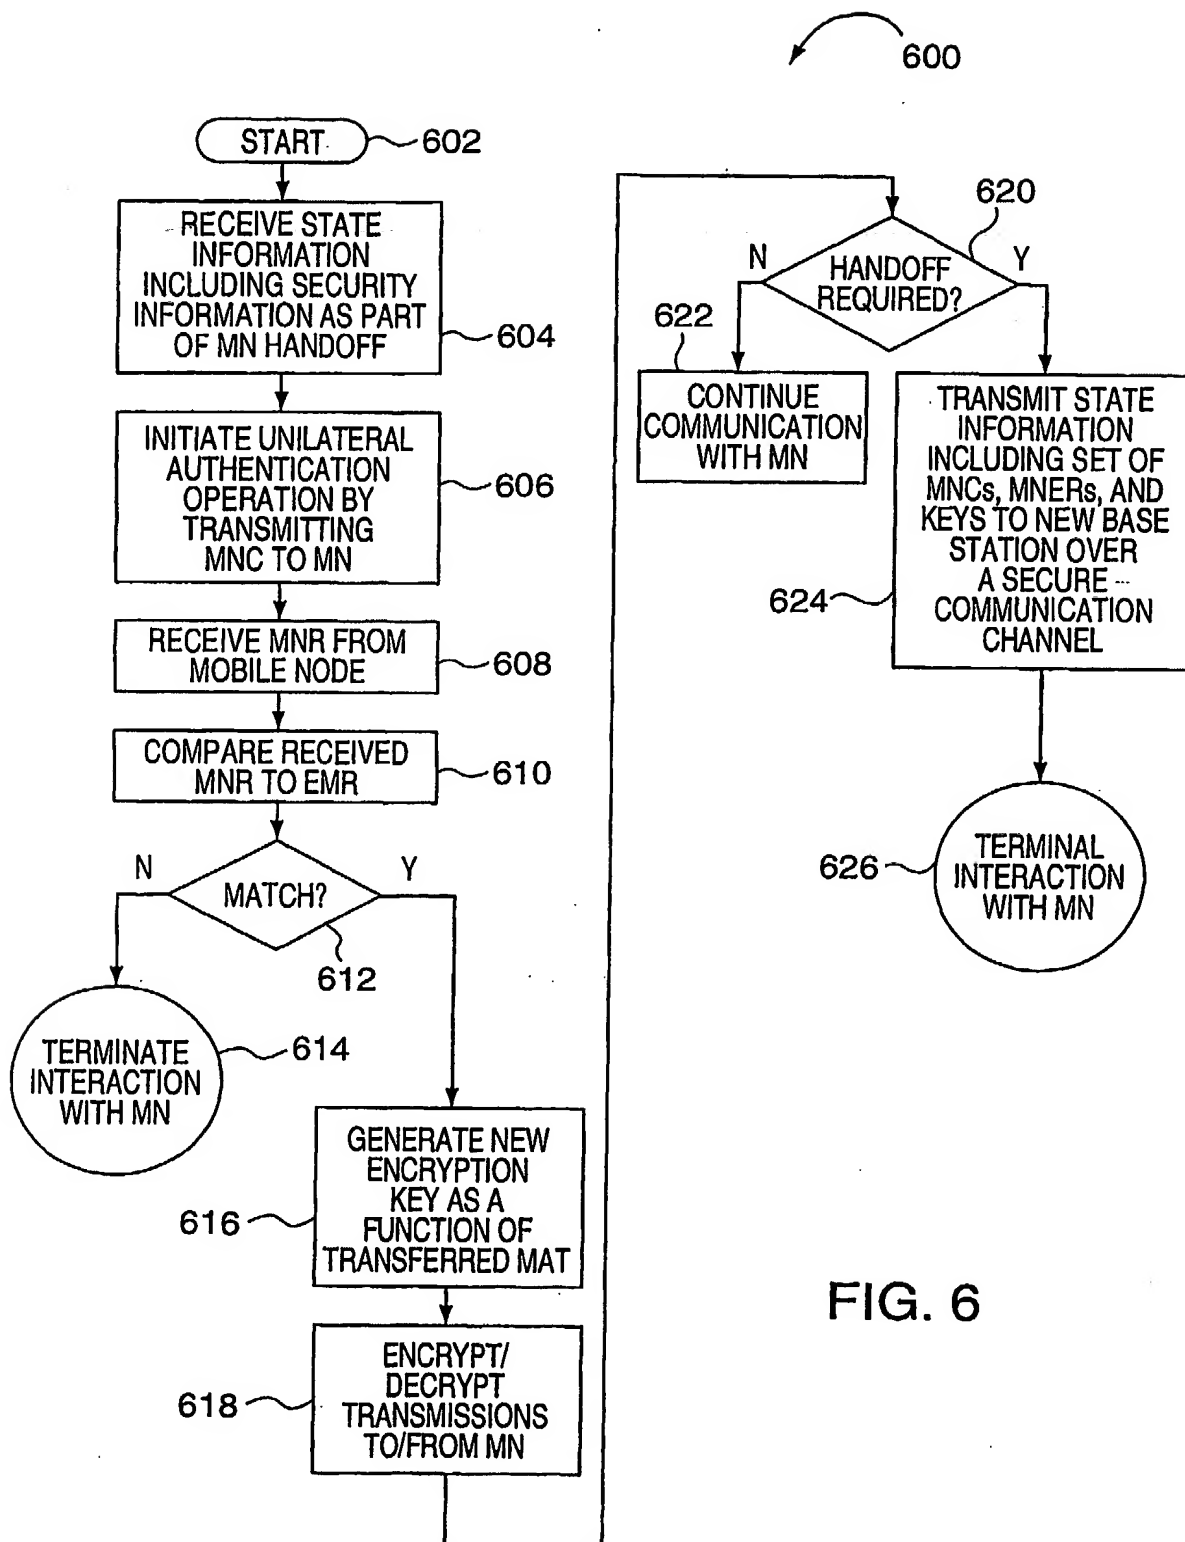 600
START
602
RECEIVE STATE
INFORMATION
INCLUDING SECURITY
INFORMATION AS PART
OF MN HANDOFF
604
INITIATE UNILATERAL
AUTHENTICATION
OPERATION BY
TRANSMITTING
MNC TO MN
606
RECEIVE MNR FROM
MOBILE NODE
608
COMPARE RECEIVED
MNR TO EMR
610
N
Y
MATCH?
612
TERMINATE
INTERACTION
WITH MN
614
GENERATE NEW
ENCRYPTION
KEY AS A
FUNCTION OF
TRANSFERRED MAT
616
ENCRYPT/
DECRYPT
TRANSMISSIONS
TO/FROM MN
618
620
N
Y
HANDOFF
REQUIRED?
622
CONTINUE
COMMUNICATION
WITH MN
TRANSMIT STATE
INFORMATION
INCLUDING SET OF
MNCs, MNERs, AND
KEYS TO NEW BASE
STATION OVER
A SECURE
COMMUNICATION
CHANNEL
624
TERMINAL
INTERACTION
WITH MN
626
FIG. 6